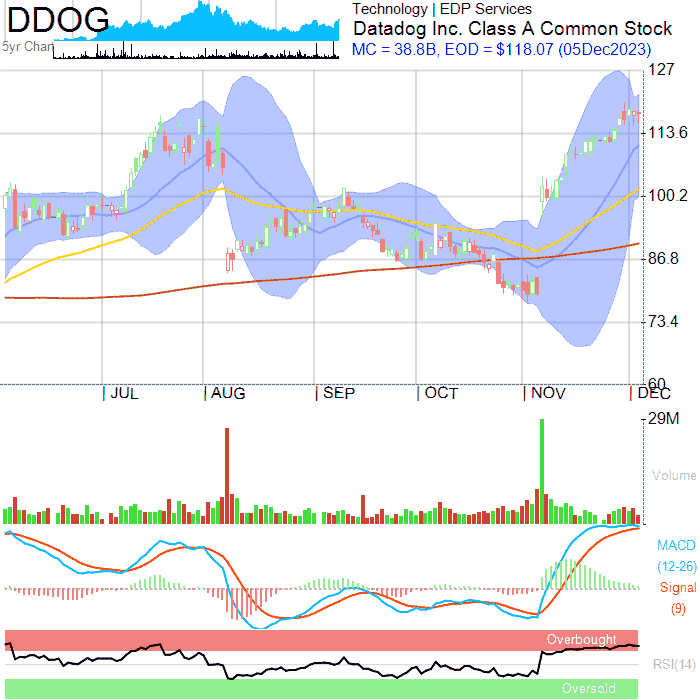 DDOG
Technology | EDP Services
Datadog Inc. Class A Common Stock
5yr Chart
MC = 38.8B, EOD = $118.07 (05Dec2023)
127
113.6
100.2
86.8
73.4
60
JUL
AUG
SEP
OCT
NOV
DEC
29M
Volume
MACD
(12-26)
Signal
(9)
Overbought
RSI(14)
Oversold